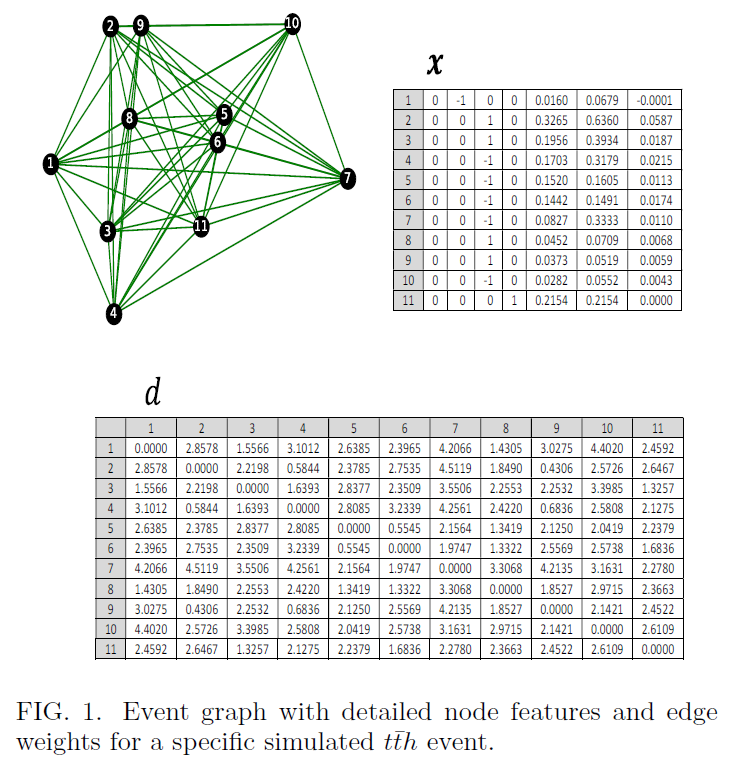 2 9 10
8 5
6
1 7
3 11
4
x
1 0 -1 0 0 0.0160 0.0679 -0.0001
2 0 0 1 0 0.3265 0.6360 0.0587
3 0 0 1 0 0.1956 0.3934 0.0187
4 0 0 -1 0 0.1703 0.3179 0.0215
5 0 0 -1 0 0.1520 0.1605 0.0113
6 0 0 -1 0 0.1442 0.1491 0.0174
7 0 0 -1 0 0.0827 0.3333 0.0110
8 0 0 1 0 0.0452 0.0709 0.0068
9 0 0 1 0 0.0373 0.0519 0.0059
10 0 0 -1 0 0.0282 0.0552 0.0043
11 0 0 0 1 0.2154 0.2154 0.0000
d
1 2 3 4 5 6 7 8 9 10 11
1 0.0000 2.8578 1.5566 3.1012 2.6385 2.3965 4.2066 1.4305 3.0275 4.4020 2.4592
2 2.8578 0.0000 2.2198 0.5844 2.3785 2.7535 4.5119 1.8490 0.4306 2.5726 2.6467
3 1.5566 2.2198 0.0000 1.6393 2.8377 2.3509 3.5506 2.2553 2.2532 3.3985 1.3257
4 3.1012 0.5844 1.6393 0.0000 2.8085 3.2339 4.2561 2.4220 0.6836 2.5808 2.1275
5 2.6385 2.3785 2.8377 2.8085 0.0000 0.5545 2.1564 1.3419 2.1250 2.0419 2.2379
6 2.3965 2.7535 2.3509 3.2339 0.5545 0.0000 1.9747 1.3322 2.5569 2.5738 1.6836
7 4.2066 4.5119 3.5506 4.2561 2.1564 1.9747 0.0000 3.3068 4.2135 3.1631 2.2780
8 1.4305 1.8490 2.2553 2.4220 1.3419 1.3322 3.3068 0.0000 1.8527 2.9715 2.3663
9 3.0275 0.4306 2.2532 0.6836 2.1250 2.5569 4.2135 1.8527 0.0000 2.1421 2.4522
10 4.4020 2.5726 3.3985 2.5808 2.0419 2.5738 3.1631 2.9715 2.1421 0.0000 2.6109
11 2.4592 2.6467 1.3257 2.1275 2.2379 1.6836 2.2780 2.3663 2.4522 2.6109 0.0000
FIG. 1. Event graph with detailed node features and edge
weights for a specific simulated tt̄h event.